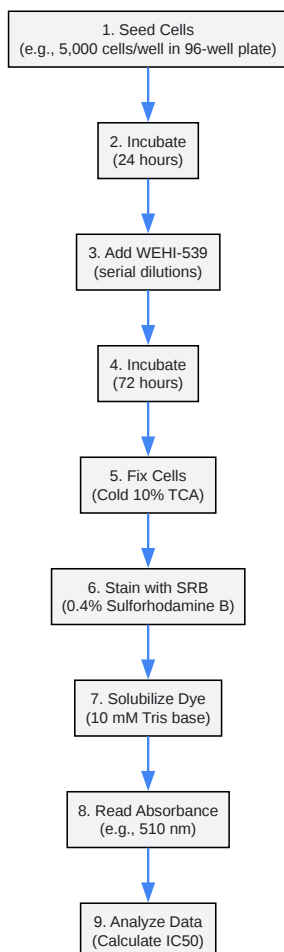 1. Seed Cells
(e.g., 5,000 cells/well in 96-well plate)
2. Incubate
(24 hours)
3. Add WEHI-539
(serial dilutions)
4. Incubate
(72 hours)
5. Fix Cells
(Cold 10% TCA)
6. Stain with SRB
(0.4% Sulforhodamine B)
7. Solubilize Dye
(10 mM Tris base)
8. Read Absorbance
(e.g., 510 nm)
9. Analyze Data
(Calculate IC50)